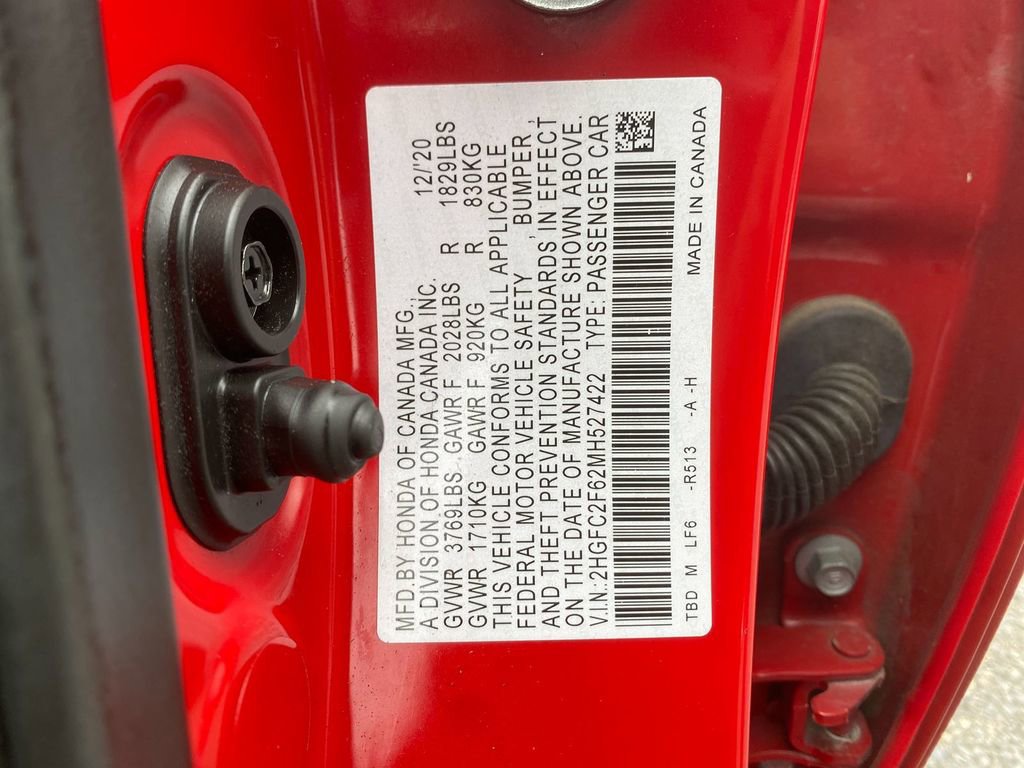 MFD.BY HONDA OF CANADA MFG., 12/'20
A DIVISION OF HONDA CANADA INC.
GVWR 3769LBS GAWR F 2028LBS R 1829LBS
GVWR 1710KG GAWR F 920KG R 830KG
THIS VEHICLE CONFORMS TO ALL APPLICABLE
FEDERAL MOTOR VEHICLE SAFETY , BUMPER,
AND THEFT PREVENTION STANDARDS IN EFFECT
ON THE DATE OF MANUFACTURE SHOWN ABOVE.
V.I.N.: 2HGFC2F62MH527422 TYPE: PASSENGER CAR
TBD M LF6 -R513 -A -H MADE IN CANADA